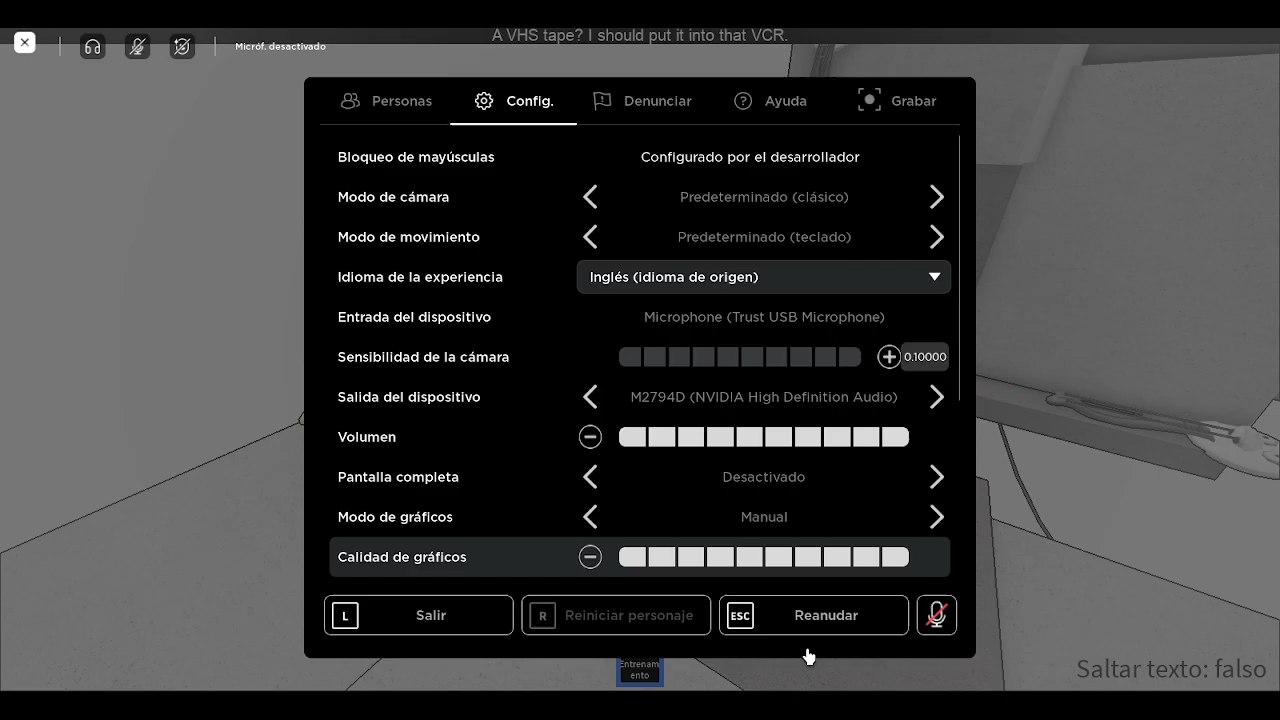 A VHS tape? I should put it into that VCR.
Micróf. desactivado
Personas
Config.
Denunciar
Ayuda
Grabar
Bloqueo de mayúsculas
Configurado por el desarrollador
Modo de cámara
Predeterminado (clásico)
Modo de movimiento
Predeterminado (teclado)
Idioma de la experiencia
Inglés (idioma de origen)
Entrada del dispositivo
Microphone (Trust USB Microphone)
Sensibilidad de la cámara
0.10000
Salida del dispositivo
M2794D (NVIDIA High Definition Audio)
Volumen
Pantalla completa
Desactivado
Modo de gráficos
Manual
Calidad de gráficos
L
Salir
R
Reiniciar personaje
ESC
Reanudar
Entrenam
ento
Saltar texto: falso